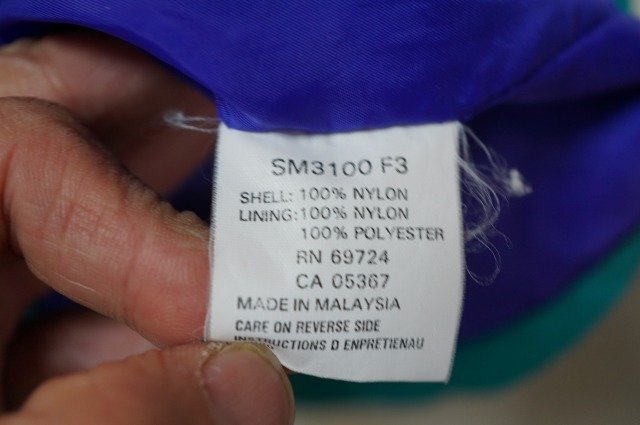 SM3100 F3
SHELL: 100% NYLON
LINING: 100% NYLON
100% POLYESTER
RN 69724
CA 05367
MADE IN MALAYSIA
CARE ON REVERSE SIDE
INSTRUCTIONS D ENPRETIENAU